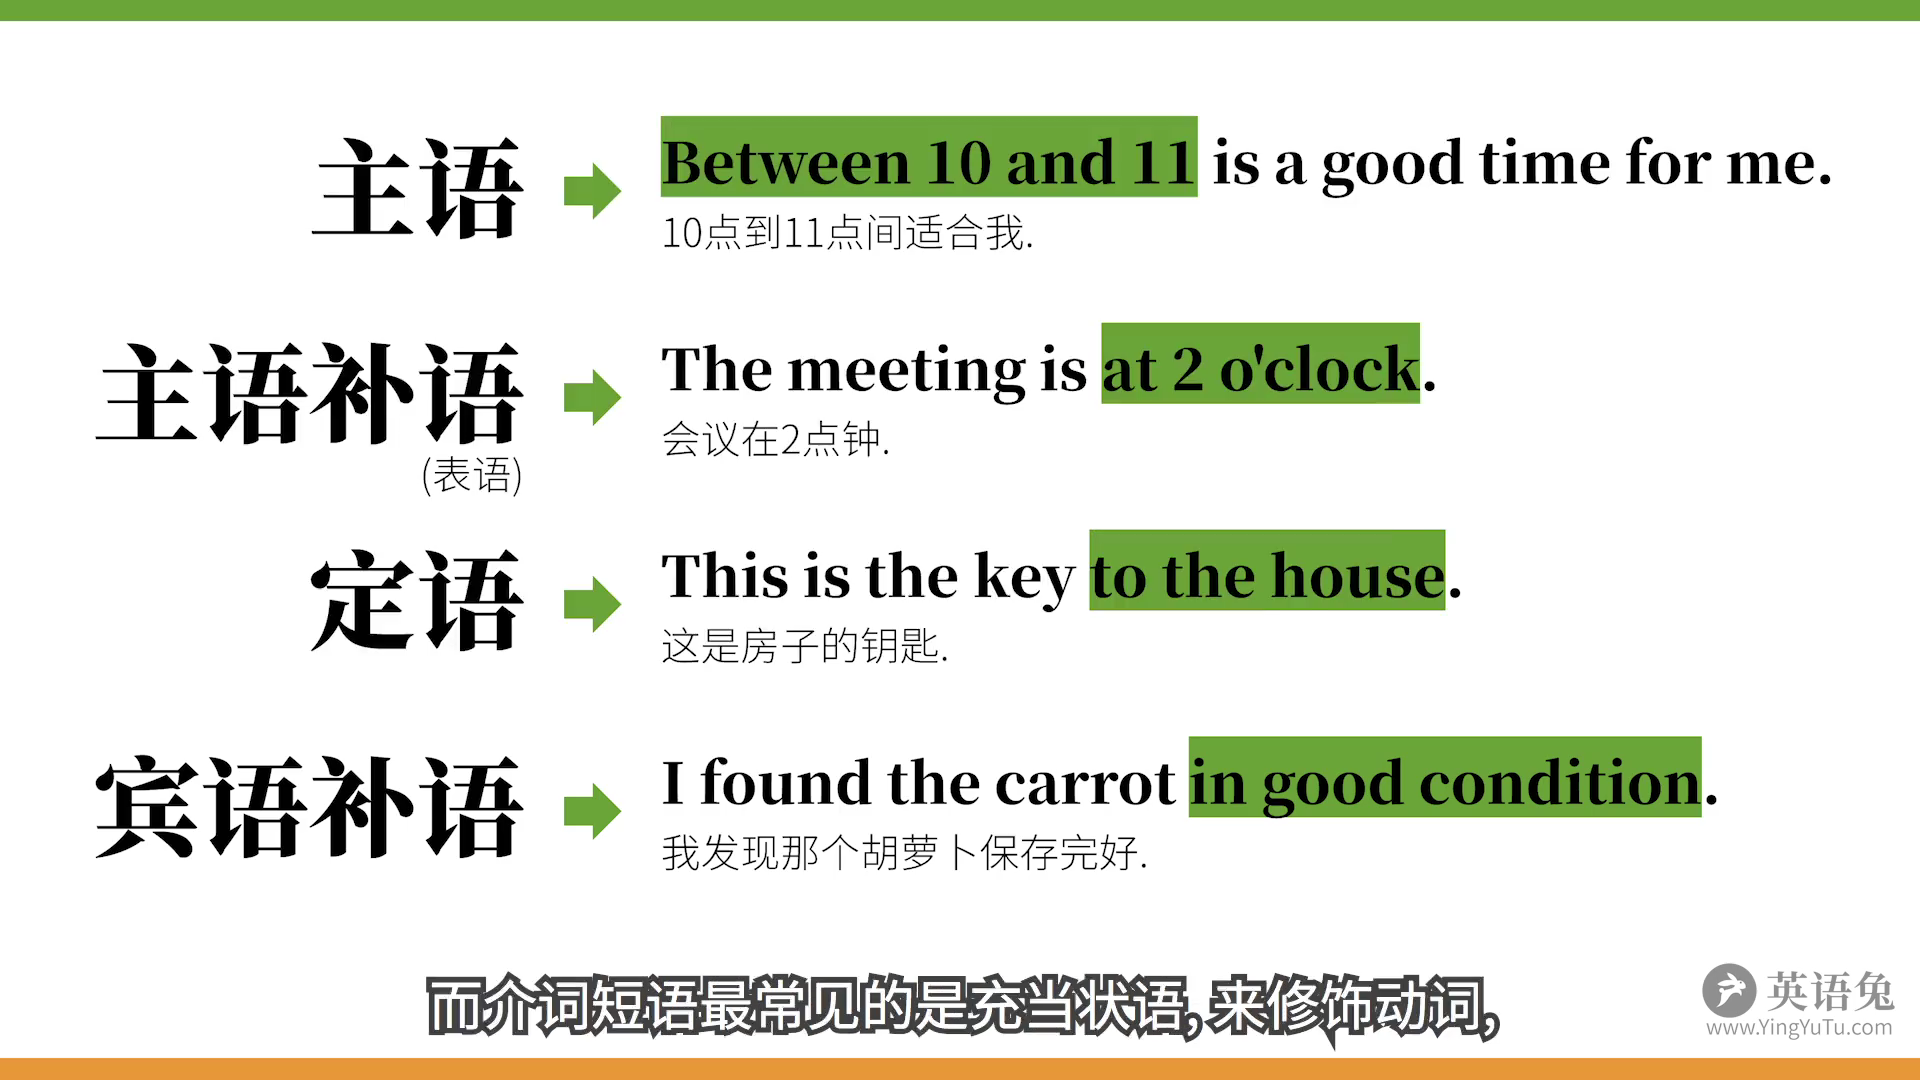 主语
Between 10 and 11 is a good time for me.
10点到11点间适合我.
主语补语
(表语)
The meeting is at 2 o'clock.
会议在2点钟.
定语
This is the key to the house.
这是房子的钥匙.
宾语补语
I found the carrot in good condition.
我发现那个胡萝卜保存完好.
而介词短语最常见的是充当状语, 来修饰动词,
英语兔
www.YingYuTu.com